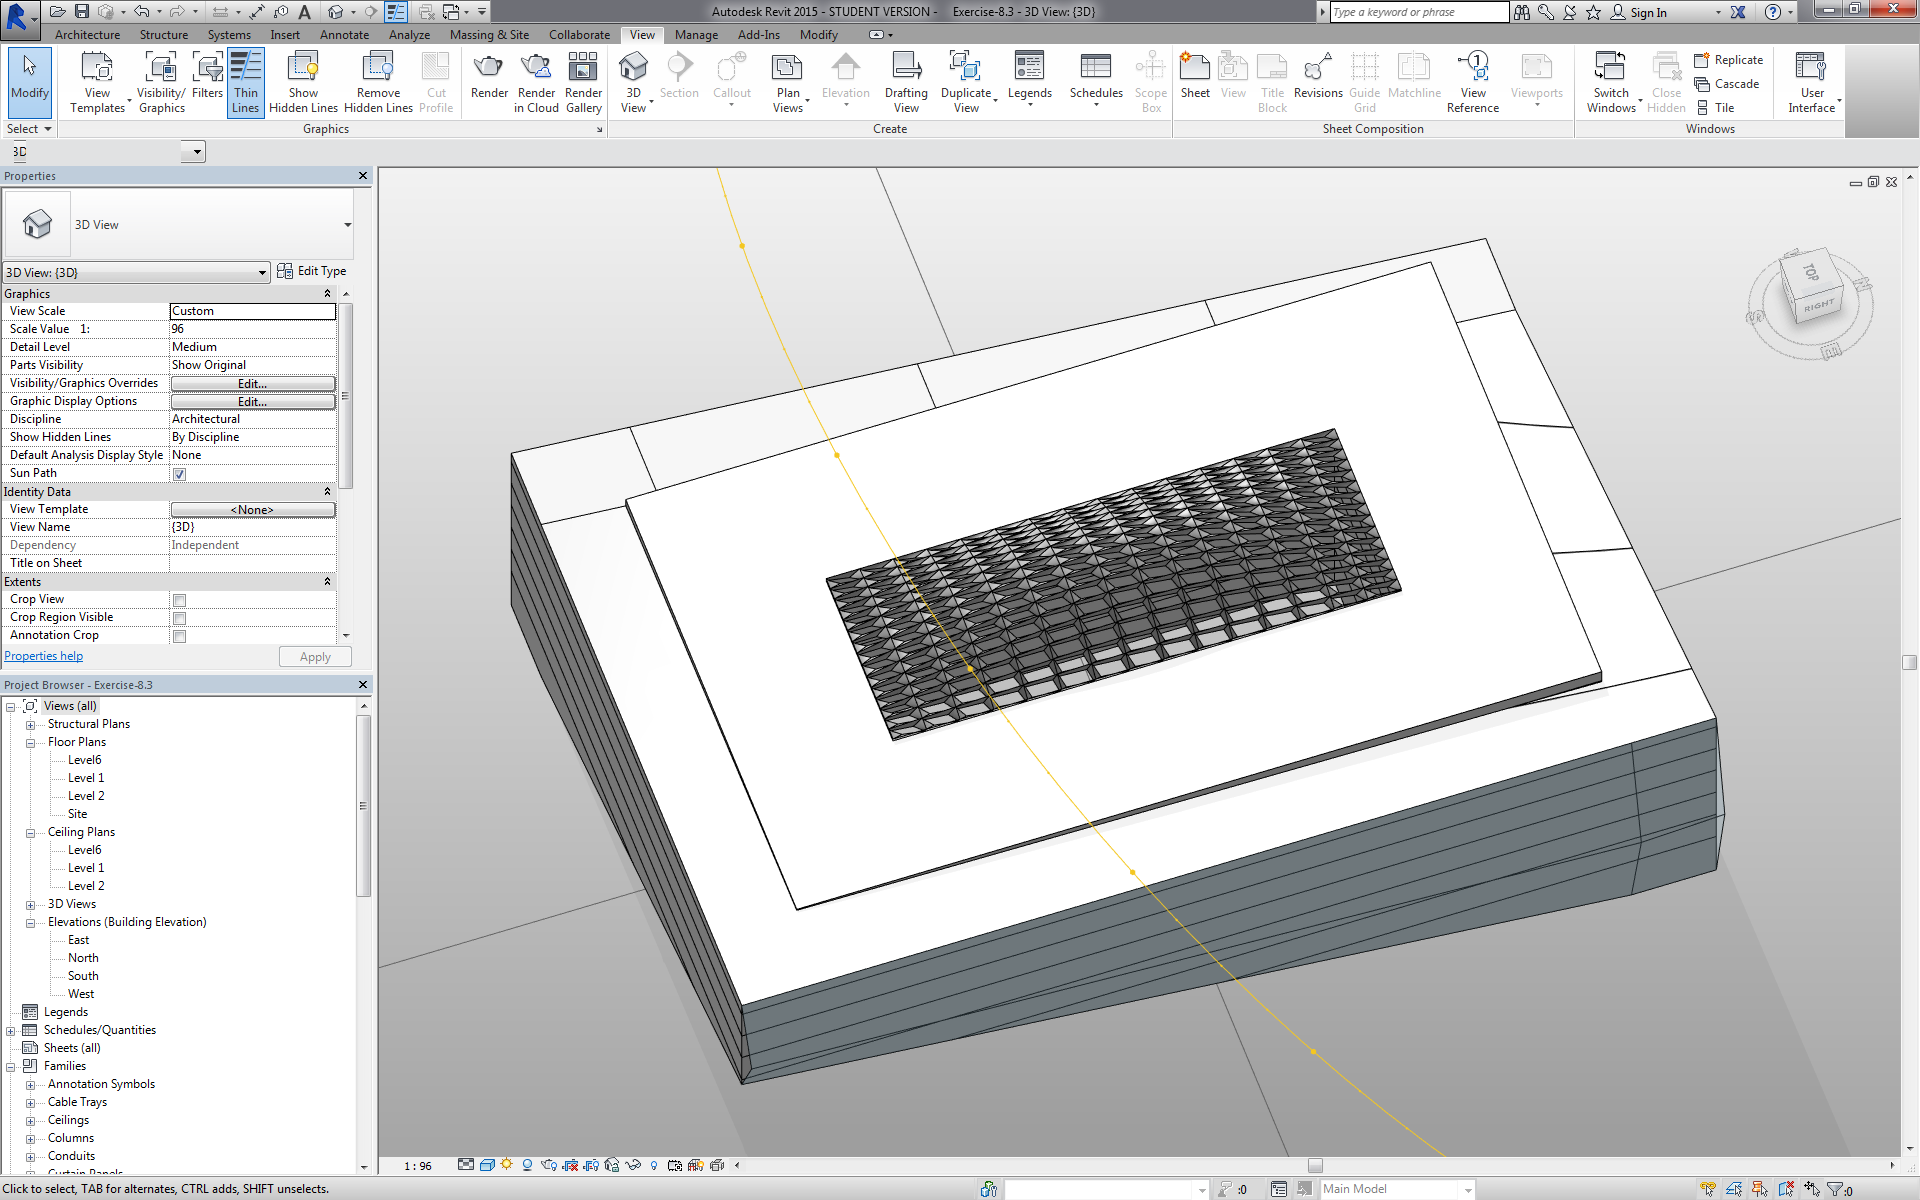 Autodesk Revit 2015 - STUDENT VERSION - Exercise-8.3 - 3D View: {3D}
Type a keyword or phrase
Sign In
Architecture Structure Systems Insert Annotate Analyze Massing & Site Collaborate View Manage Add-Ins Modify
Modify
View Templates
Visibility/ Graphics
Filters
Thin Lines
Show Hidden Lines
Remove Hidden Lines
Cut Profile
Render
Render in Cloud
Render Gallery
3D View
Section
Callout
Plan Views
Elevation
Drafting View
Duplicate View
Legends
Schedules
Scope Box
Sheet
View
Title Block
Revisions
Guide Grid
Matchline
View Reference
Viewports
Switch Windows
Close Hidden
Replicate
Cascade
Tile
User Interface
Select
Graphics
Create
Sheet Composition
Windows
3D
Properties
3D View
3D View: {3D}
Edit Type
Graphics
View Scale Custom
Scale Value 1: 96
Detail Level Medium
Parts Visibility Show Original
Visibility/Graphics Overrides Edit...
Graphic Display Options Edit...
Discipline Architectural
Show Hidden Lines By Discipline
Default Analysis Display Style None
Sun Path
Identity Data
View Template <None>
View Name {3D}
Dependency Independent
Title on Sheet
Extents
Crop View
Crop Region Visible
Annotation Crop
Properties help
Apply
Project Browser - Exercise-8.3
Views (all)
Structural Plans
Floor Plans
Level6
Level 1
Level 2
Site
Ceiling Plans
Level6
Level 1
Level 2
3D Views
Elevations (Building Elevation)
East
North
South
West
Legends
Schedules/Quantities
Sheets (all)
Families
Annotation Symbols
Cable Trays
Ceilings
Columns
Conduits
Curtain Panels
TOP
RIGHT
1 : 96
Click to select, TAB for alternates, CTRL adds, SHIFT unselects.
:0
Main Model
:0